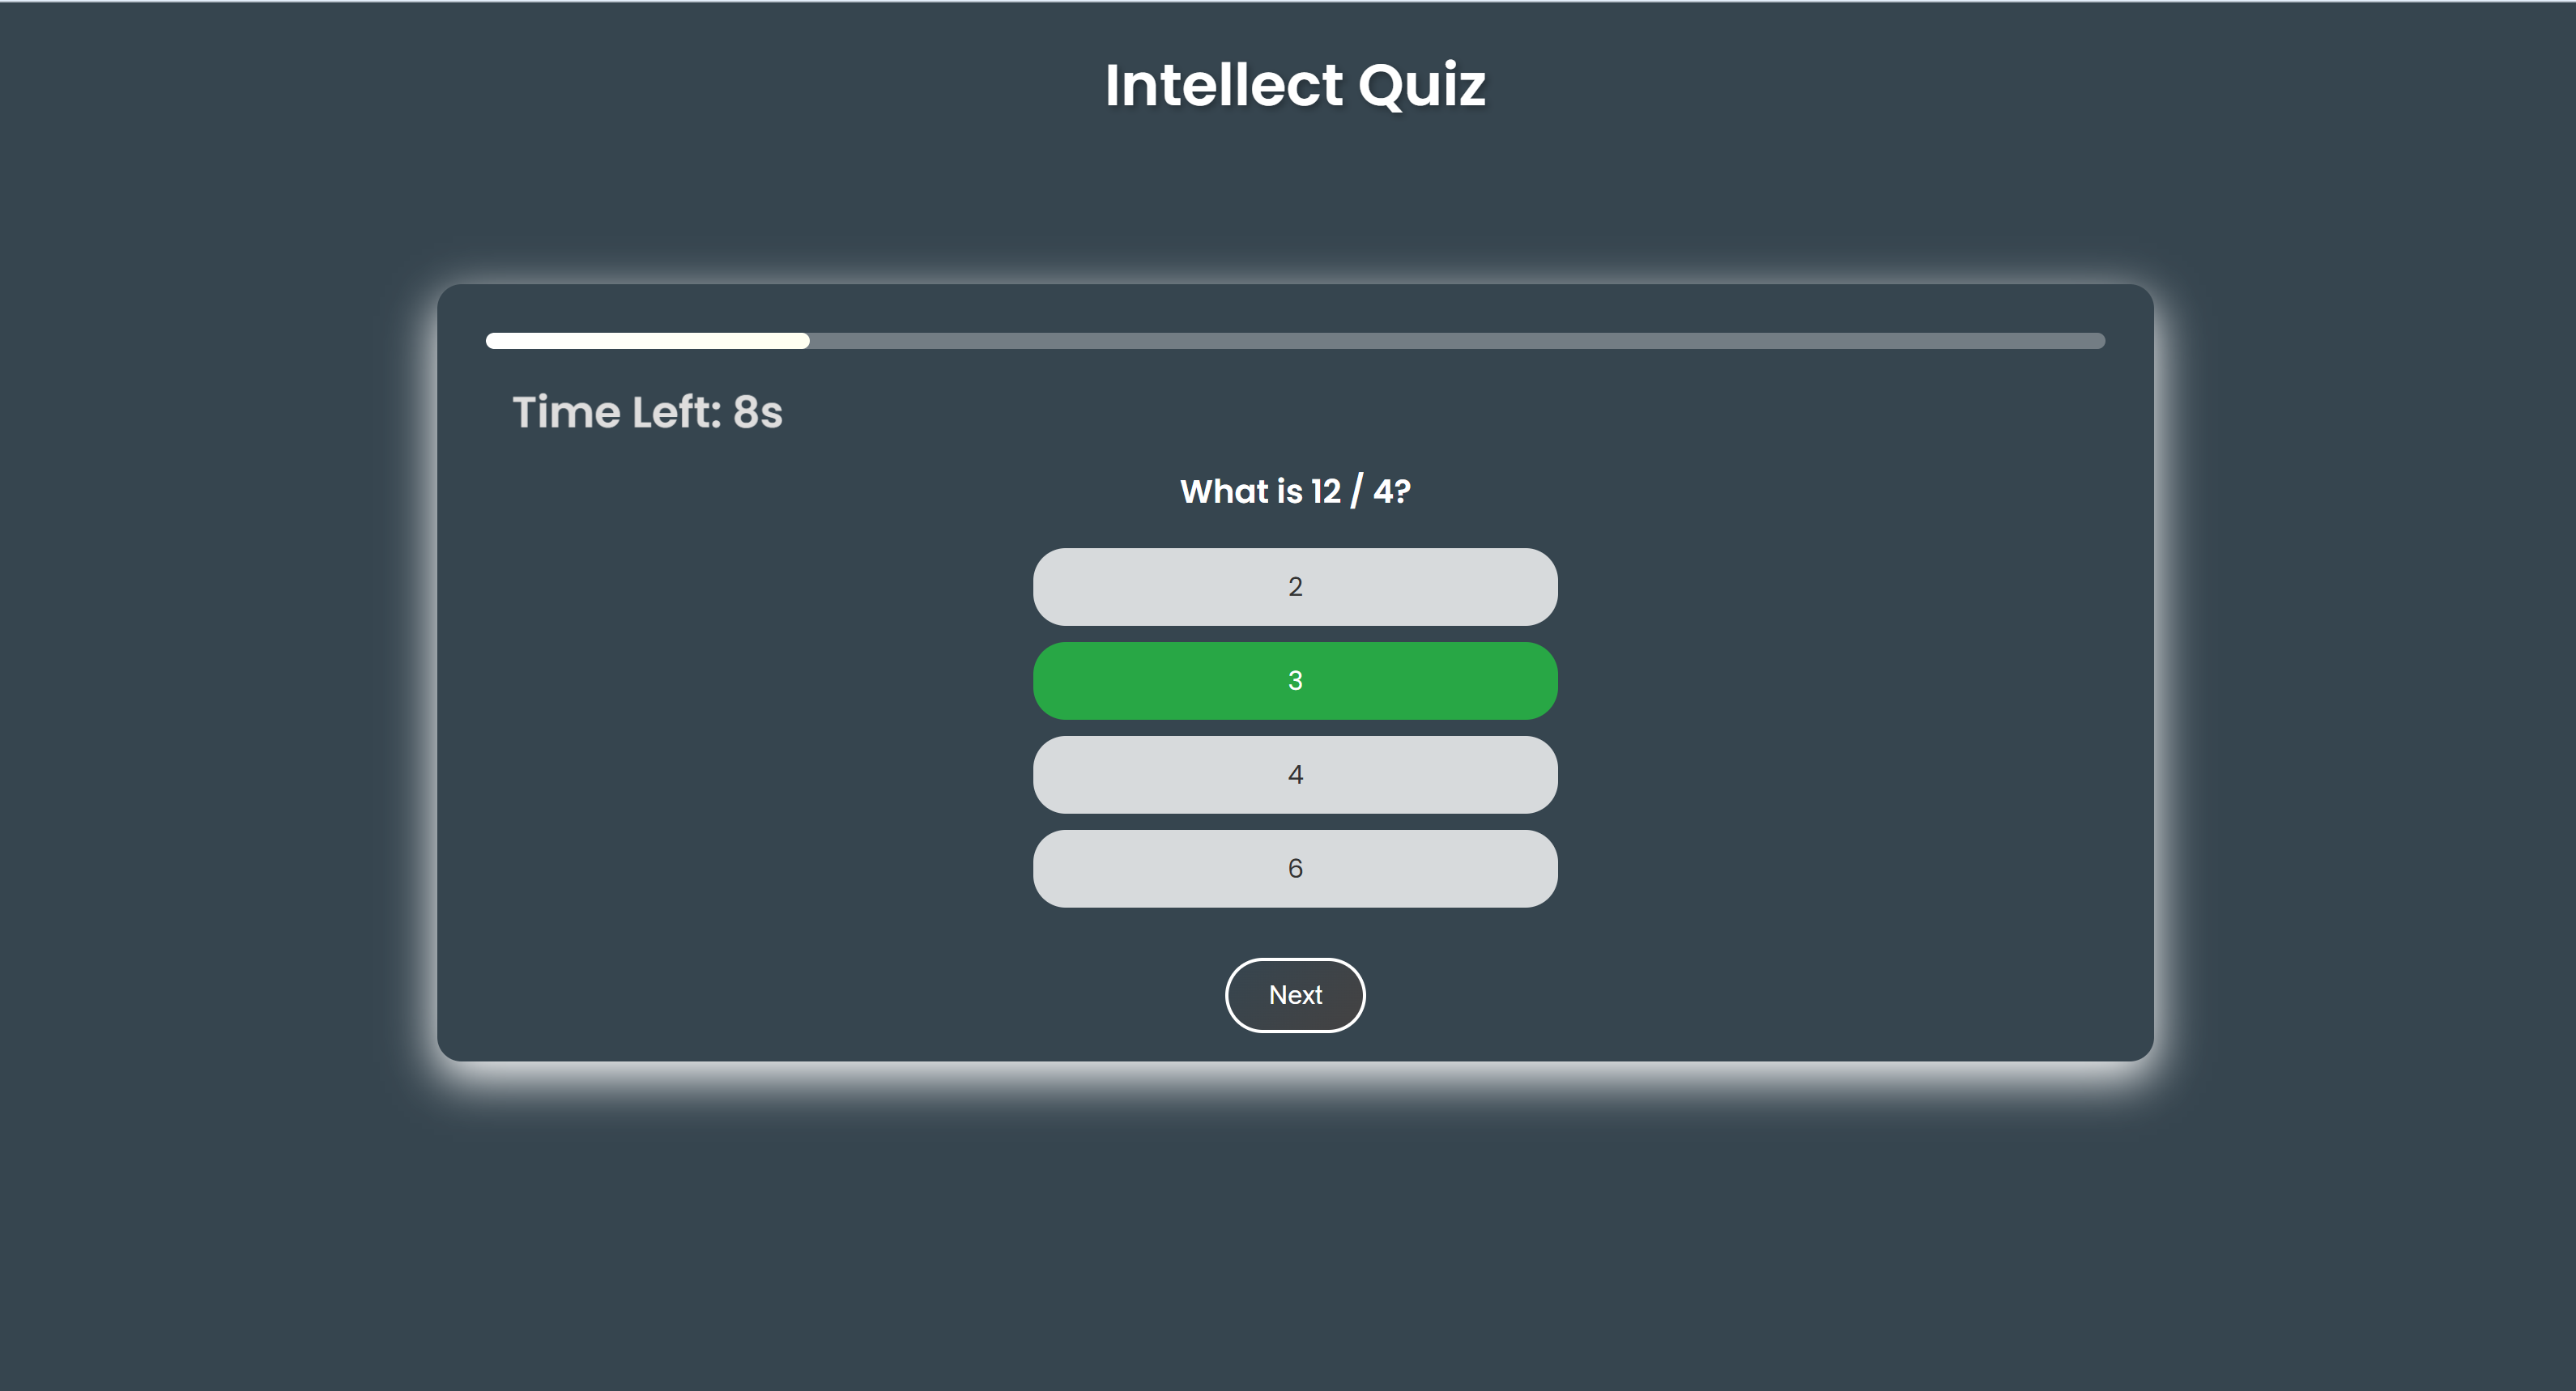 Intellect Quiz
Time Left: 8s
What is 12 / 4?
2
3
4
6
Next